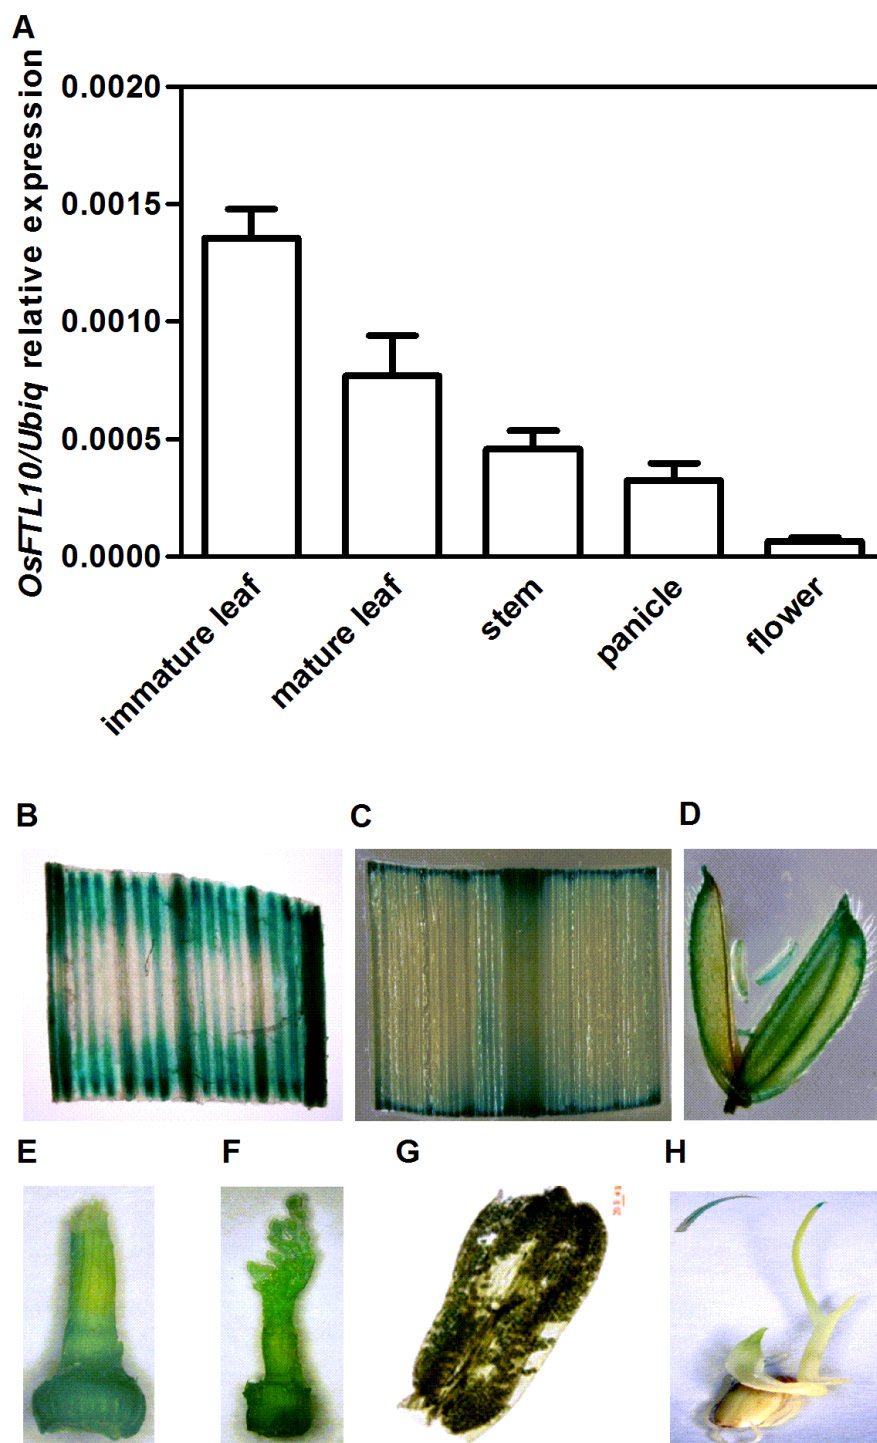 A
OsFTL10/Ubiq relative expression
0.0020
0.0015
0.0010
0.0005
0.0000
immature leaf
mature leaf
stem
panicle
flower
B
C
D
E
F
G
H